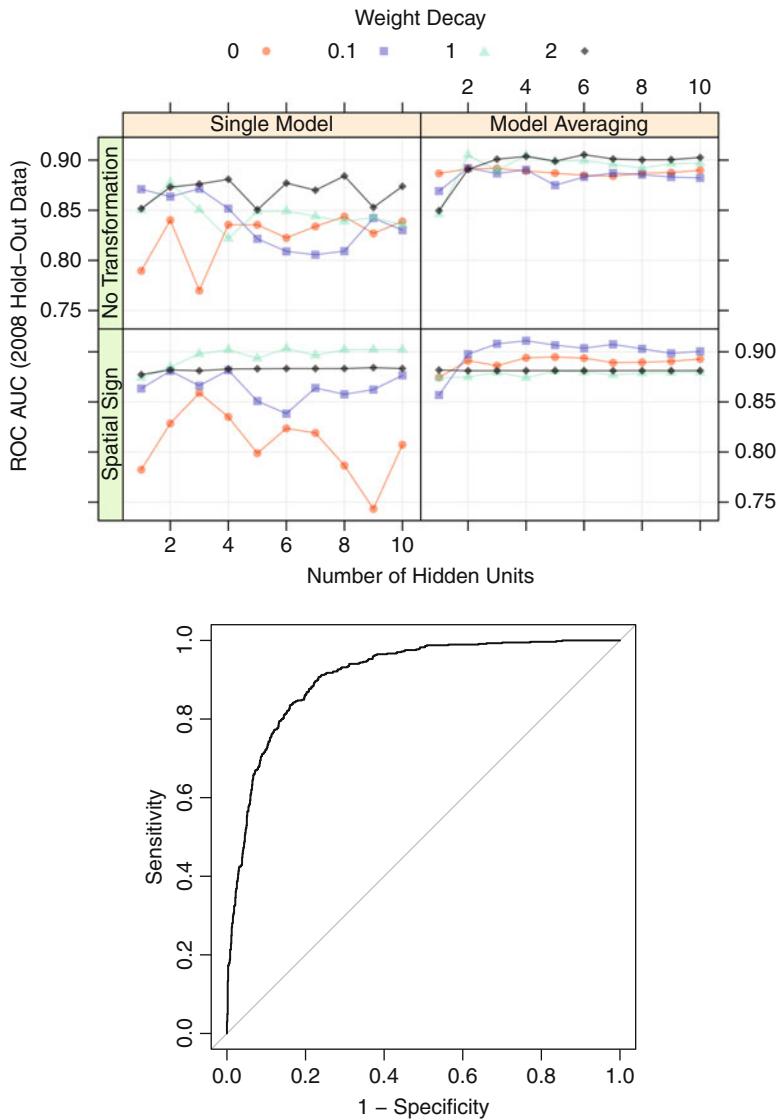 Weight Decay
0 0.1 1 2
2 4 6 8 10
Single Model Model Averaging
ROC AUC (2008 Hold−Out Data)
No Transformation
0.90
0.85
0.80
0.75
Spatial Sign
0.90
0.85
0.80
0.75
2 4 6 8 10
Number of Hidden Units
Sensitivity
1.0
0.8
0.6
0.4
0.2
0.0
0.0 0.2 0.4 0.6 0.8 1.0
1 − Specificity